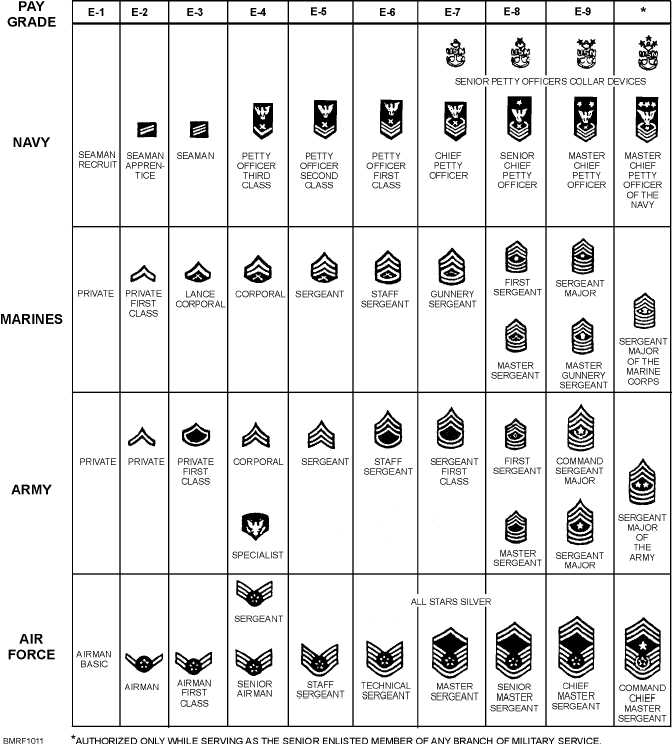 PAY
GRADE
E-1
E-2
E-3
E-4
E-5
E-6
E-7
E-8
E-9
*
SENIOR PETTY OFFICERS COLLAR DEVICES
NAVY
SEAMAN
RECRUIT
SEAMAN
APPREN-
TICE
SEAMAN
PETTY
OFFICER
THIRD
CLASS
PETTY
OFFICER
SECOND
CLASS
PETTY
OFFICER
FIRST
CLASS
CHIEF
PETTY
OFFICER
SENIOR
CHIEF
PETTY
OFFICER
MASTER
CHIEF
PETTY
OFFICER
MASTER
CHIEF
PETTY
OFFICER
OF THE
NAVY
MARINES
PRIVATE
PRIVATE
FIRST
CLASS
LANCE
CORPORAL
CORPORAL
SERGEANT
STAFF
SERGEANT
GUNNERY
SERGEANT
FIRST
SERGEANT
MASTER
SERGEANT
SERGEANT
MAJOR
MASTER
GUNNERY
SERGEANT
SERGEANT
MAJOR
OF THE
MARINE
CORPS
ARMY
PRIVATE
PRIVATE
PRIVATE
FIRST
CLASS
CORPORAL
SPECIALIST
SERGEANT
STAFF
SERGEANT
SERGEANT
FIRST
CLASS
FIRST
SERGEANT
MASTER
SERGEANT
COMMAND
SERGEANT
MAJOR
SERGEANT
MAJOR
SERGEANT
MAJOR
OF
THE
ARMY
ALL STARS SILVER
AIR
FORCE
AIRMAN
BASIC
AIRMAN
AIRMAN
FIRST
CLASS
SERGEANT
SENIOR
AIRMAN
STAFF
SERGEANT
TECHNICAL
SERGEANT
MASTER
SERGEANT
SENIOR
MASTER
SERGEANT
CHIEF
MASTER
SERGEANT
COMMAND
CHIEF
MASTER
SERGEANT
BMRF1011
*AUTHORIZED ONLY WHILE SERVING AS THE SENIOR ENLISTED MEMBER OF ANY BRANCH OF MILITARY SERVICE.